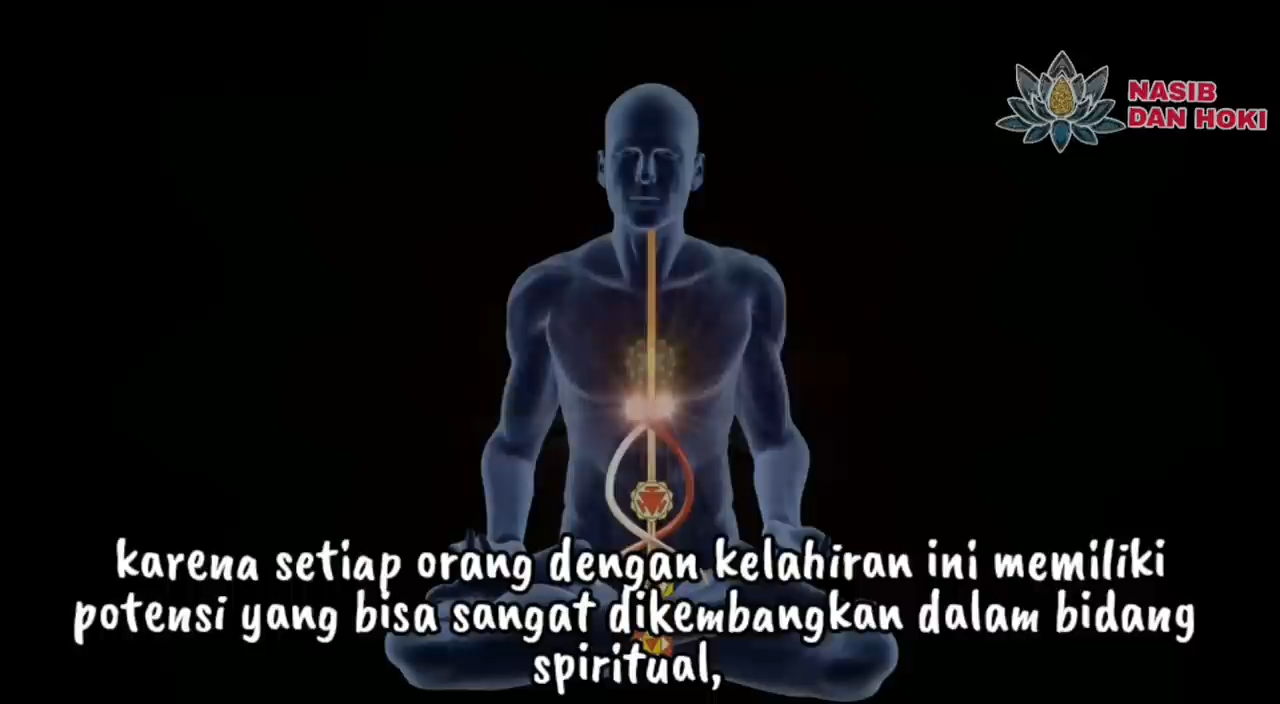 NASIB
DAN HOKI
karena setiap orang dengan kelahiran ini memiliki
potensi yang bisa sangat dikembangkan dalam bidang
spiritual,